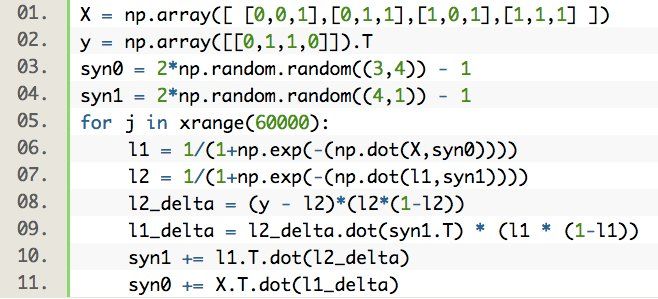 01. X = np.array([ [0,0,1],[0,1,1],[1,0,1],[1,1,1] ])
02. y = np.array([[0,1,1,0]]).T
03. syn0 = 2*np.random.random((3,4)) - 1
04. syn1 = 2*np.random.random((4,1)) - 1
05. for j in xrange(60000):
06.     l1 = 1/(1+np.exp(-(np.dot(X,syn0))))
07.     l2 = 1/(1+np.exp(-(np.dot(l1,syn1))))
08.     l2_delta = (y - l2)*(l2*(1-l2))
09.     l1_delta = l2_delta.dot(syn1.T) * (l1 * (1-l1))
10.     syn1 += l1.T.dot(l2_delta)
11.     syn0 += X.T.dot(l1_delta)